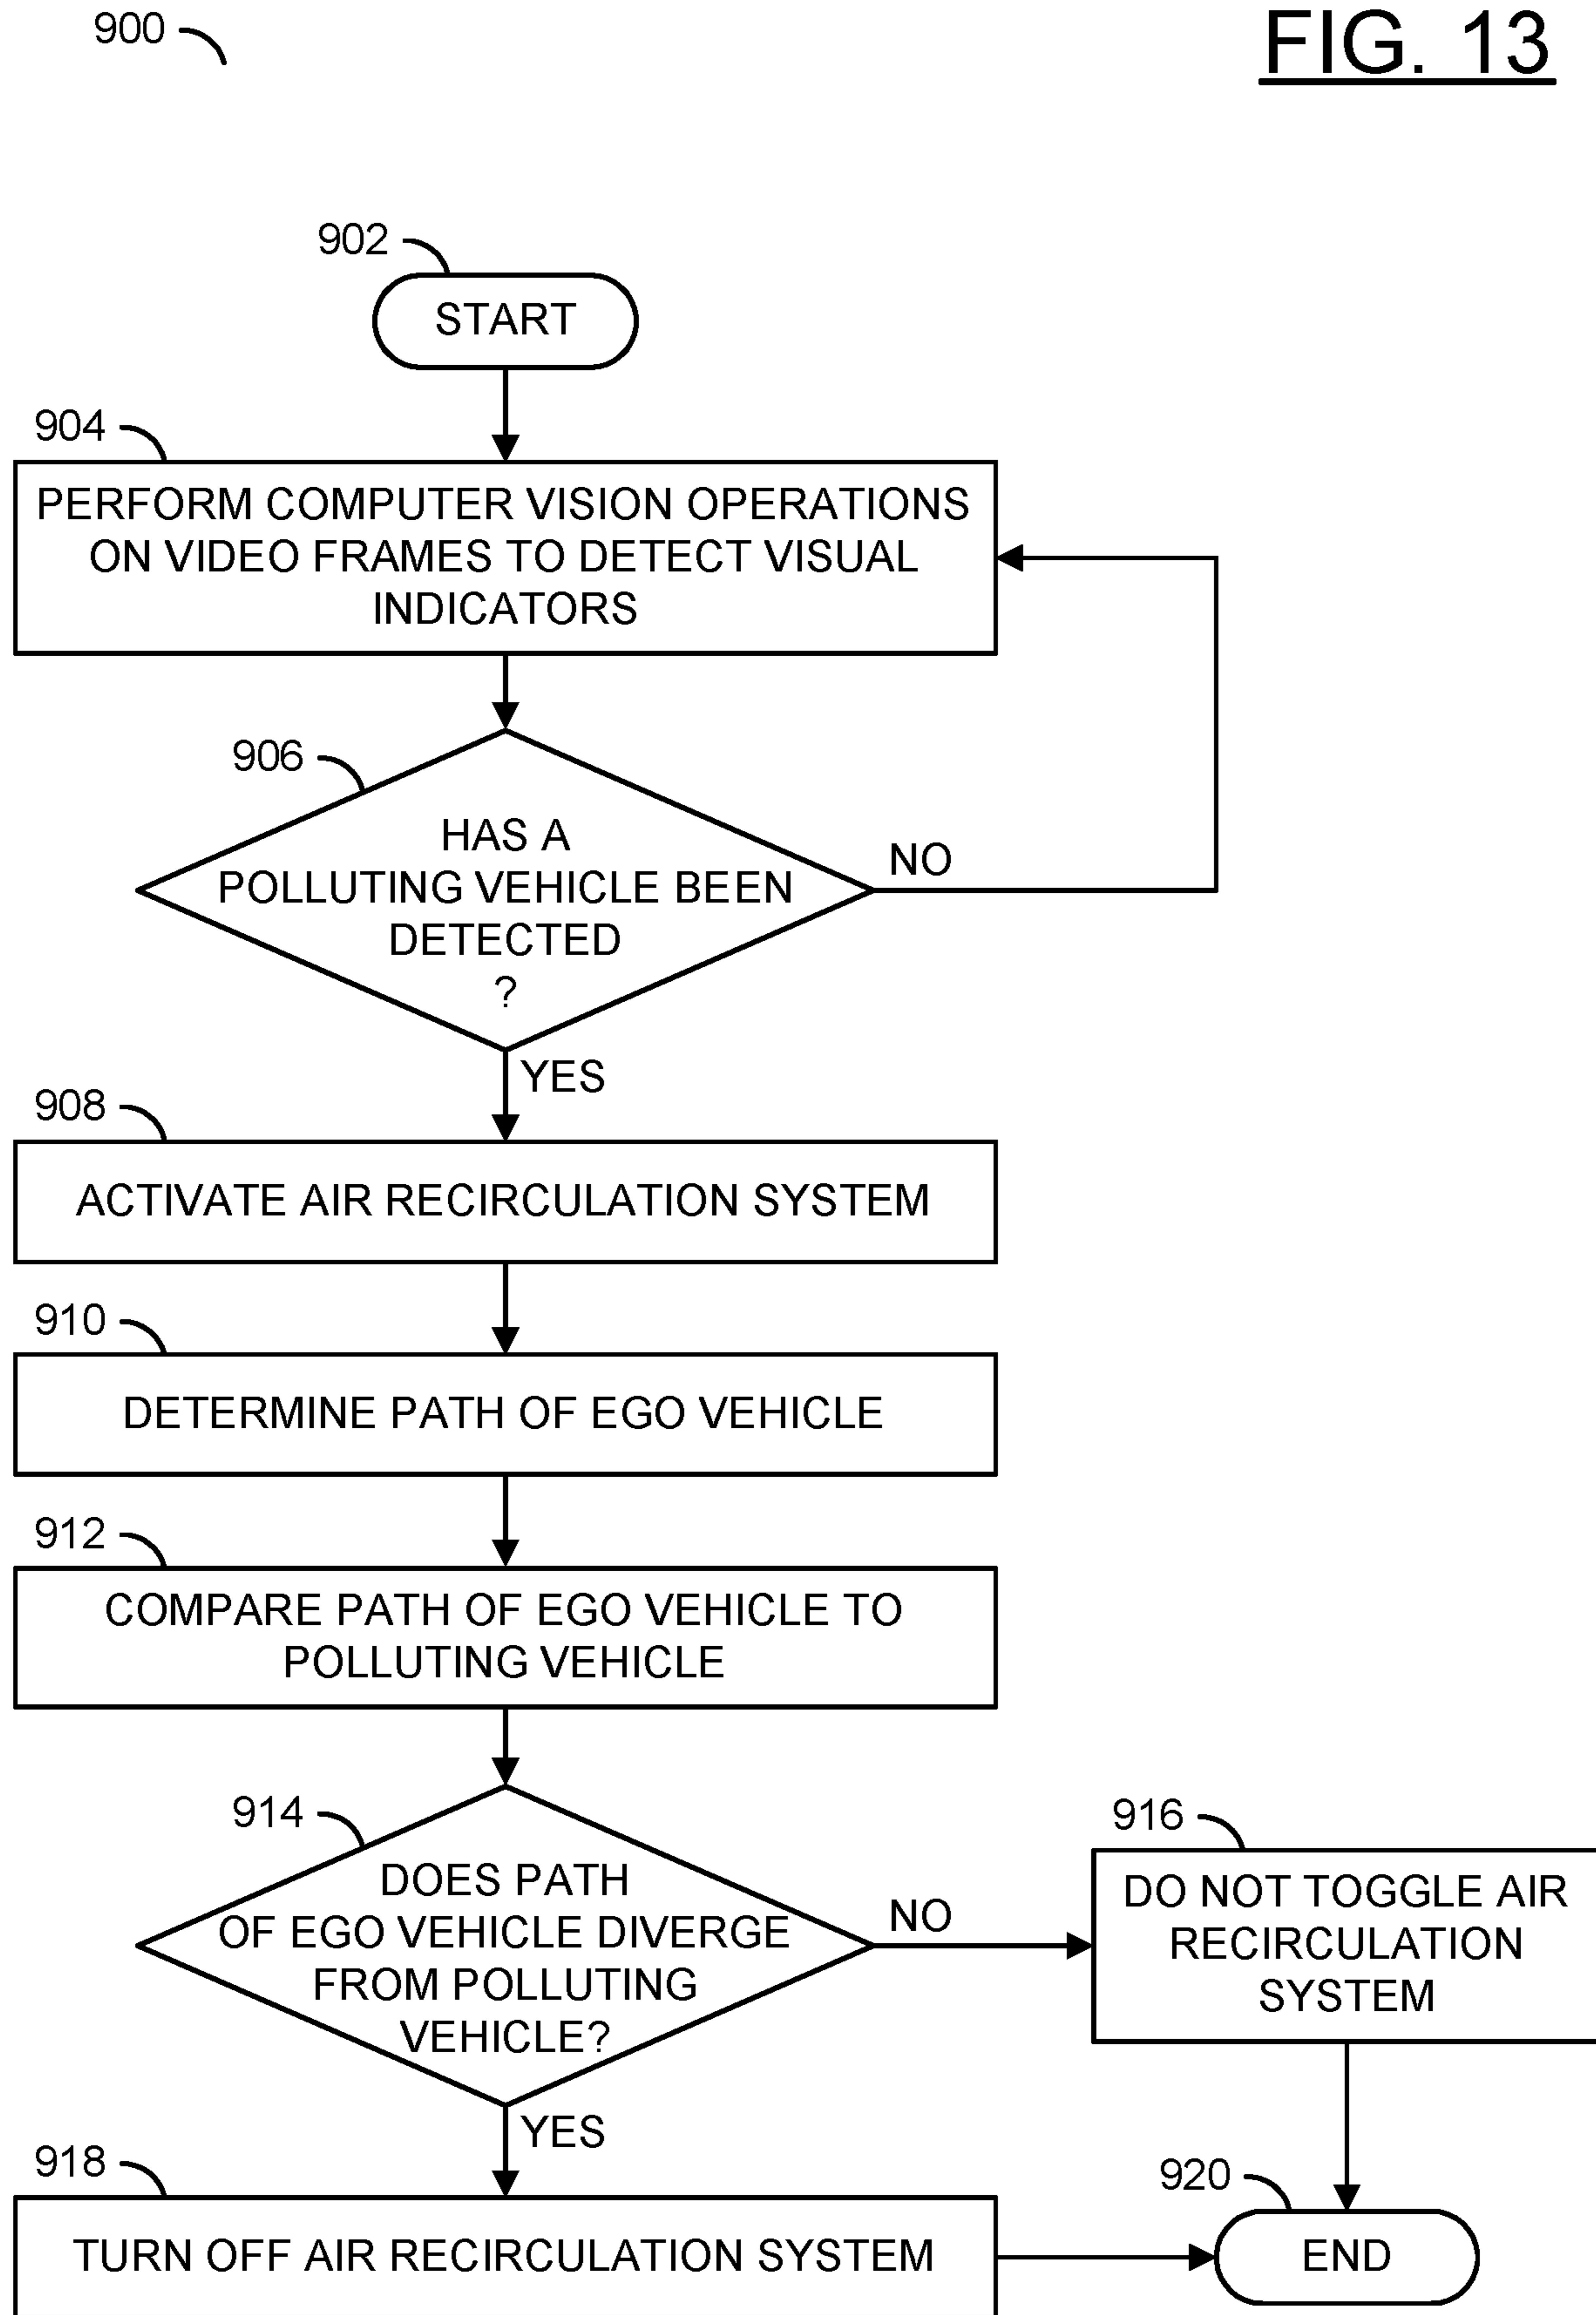 900
FIG. 13
902
START
904
PERFORM COMPUTER VISION OPERATIONS
ON VIDEO FRAMES TO DETECT VISUAL
INDICATORS
906
HAS A
POLLUTING VEHICLE BEEN
DETECTED
?
NO
YES
908
ACTIVATE AIR RECIRCULATION SYSTEM
910
DETERMINE PATH OF EGO VEHICLE
912
COMPARE PATH OF EGO VEHICLE TO
POLLUTING VEHICLE
914
DOES PATH
OF EGO VEHICLE DIVERGE
FROM POLLUTING
VEHICLE?
NO
916
DO NOT TOGGLE AIR
RECIRCULATION
SYSTEM
YES
918
TURN OFF AIR RECIRCULATION SYSTEM
920
END